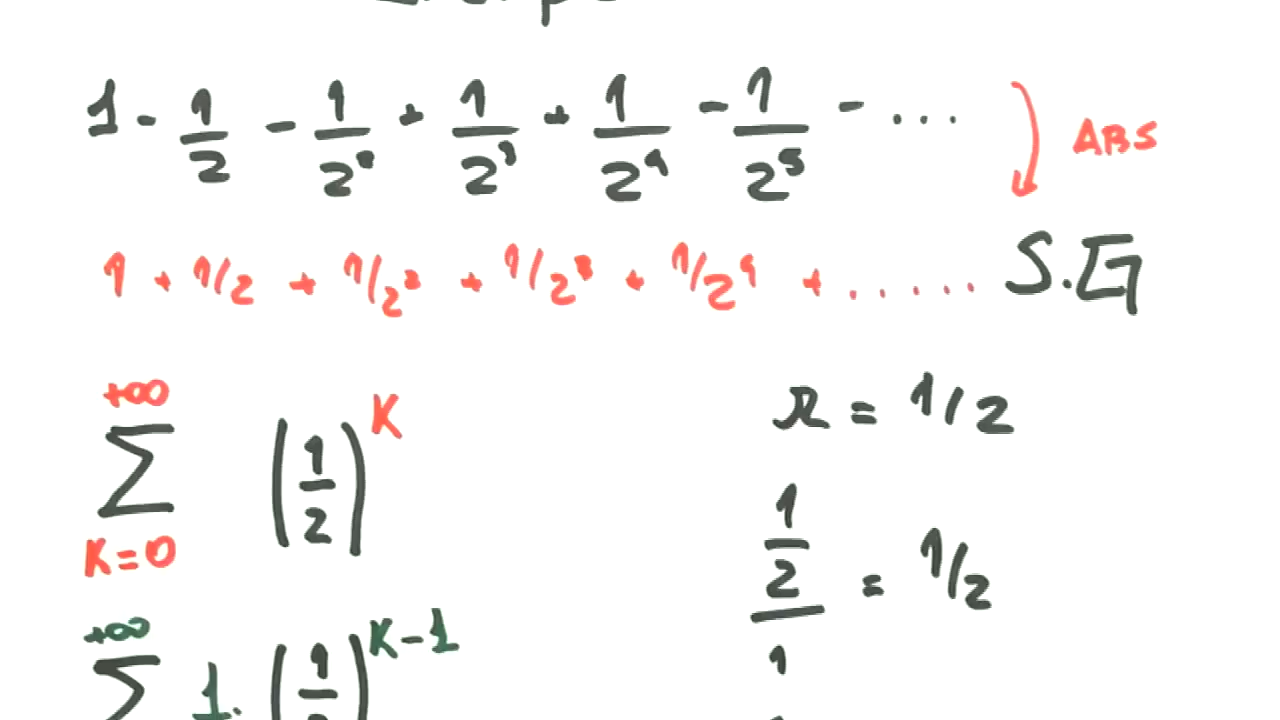 1 - 1/2 - 1/2² + 1/2³ + 1/2⁴ - 1/2⁵ - ... ABS
1 + 1/2 + 1/2² + 1/2³ + 1/2⁴ + ..... S.G
+∞
∑ (1/2)^K
K=0
r = 1/2
1/2 / 1 = 1/2
+∞
∑ 1. (1/2)^K-1